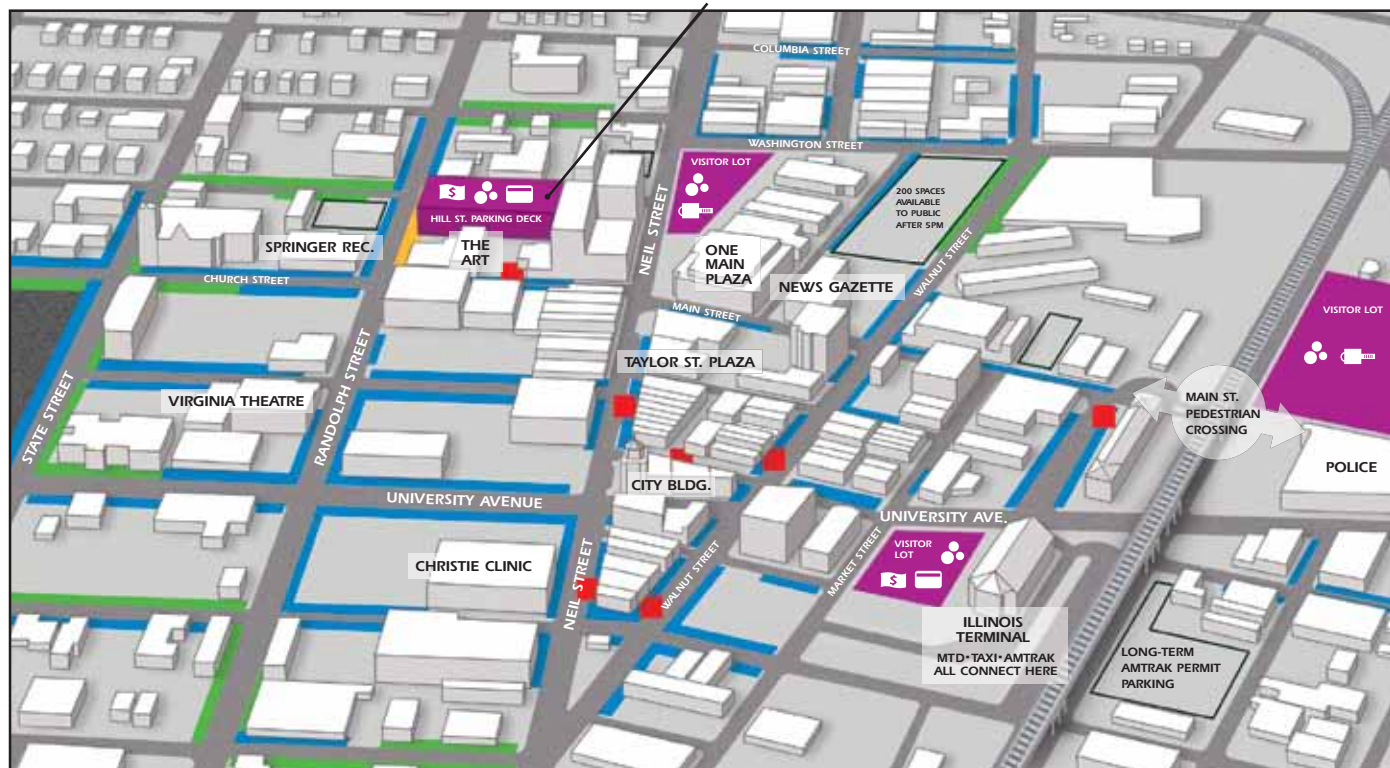 COLUMBIA STREET
WASHINGTON STREET
VISITOR LOT
$
HILL ST. PARKING DECK
200 SPACES
AVAILABLE
TO PUBLIC
AFTER 5PM
SPRINGER REC.
THE
ART
NEIL STREET
ONE
MAIN
PLAZA
NEWS GAZETTE
WALNUT STREET
CHURCH STREET
MAIN STREET
VISITOR LOT
TAYLOR ST. PLAZA
VIRGINIA THEATRE
STATE STREET
RANDOLPH STREET
MAIN ST.
PEDESTRIAN
CROSSING
POLICE
CITY BLDG.
UNIVERSITY AVENUE
UNIVERSITY AVE.
VISITOR
LOT
$
CHRISTIE CLINIC
NEIL STREET
WALNUT STREET
MARKET STREET
ILLINOIS
TERMINAL
MTD•TAXI•AMTRAK
ALL CONNECT HERE
LONG-TERM
AMTRAK PERMIT
PARKING